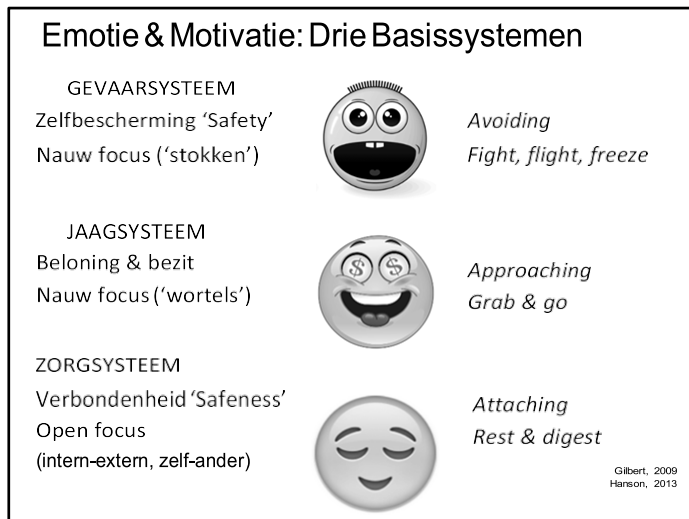 Emotie & Motivatie: Drie Basissystemen
GEVAARSYSTEEM
Zelfbescherming ‘Safety’
Nauw focus (‘stokken’)
Avoiding
Fight, flight, freeze
JAAGSYSTEEM
Beloning & bezit
Nauw focus (‘wortels’)
$ $
Approaching
Grab & go
ZORGSYSTEEM
Verbondenheid ‘Safeness’
Open focus
(intern-extern, zelf-ander)
Attaching
Rest & digest
Gilbert, 2009
Hanson, 2013